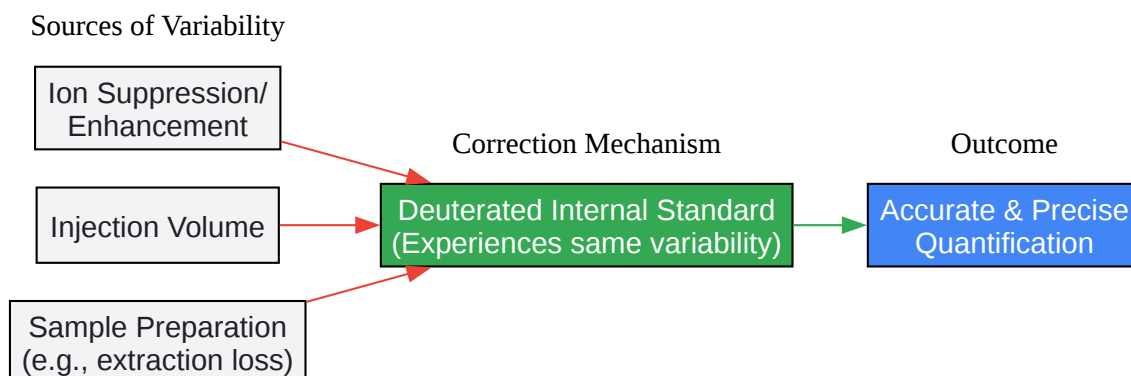 Sources of Variability
Ion Suppression/
Enhancement
Injection Volume
Sample Preparation
(e.g., extraction loss)
Correction Mechanism
Deuterated Internal Standard
(Experiences same variability)
Outcome
Accurate & Precise
Quantification